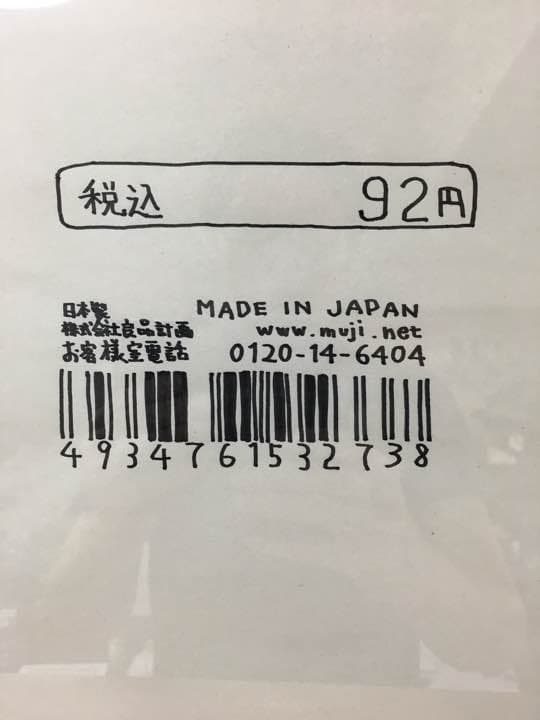 税込 92円
日本製 MADE IN JAPAN
株式会社良品計画 www.muji.net
お客様室電話 0120-14-6404
4934761532738